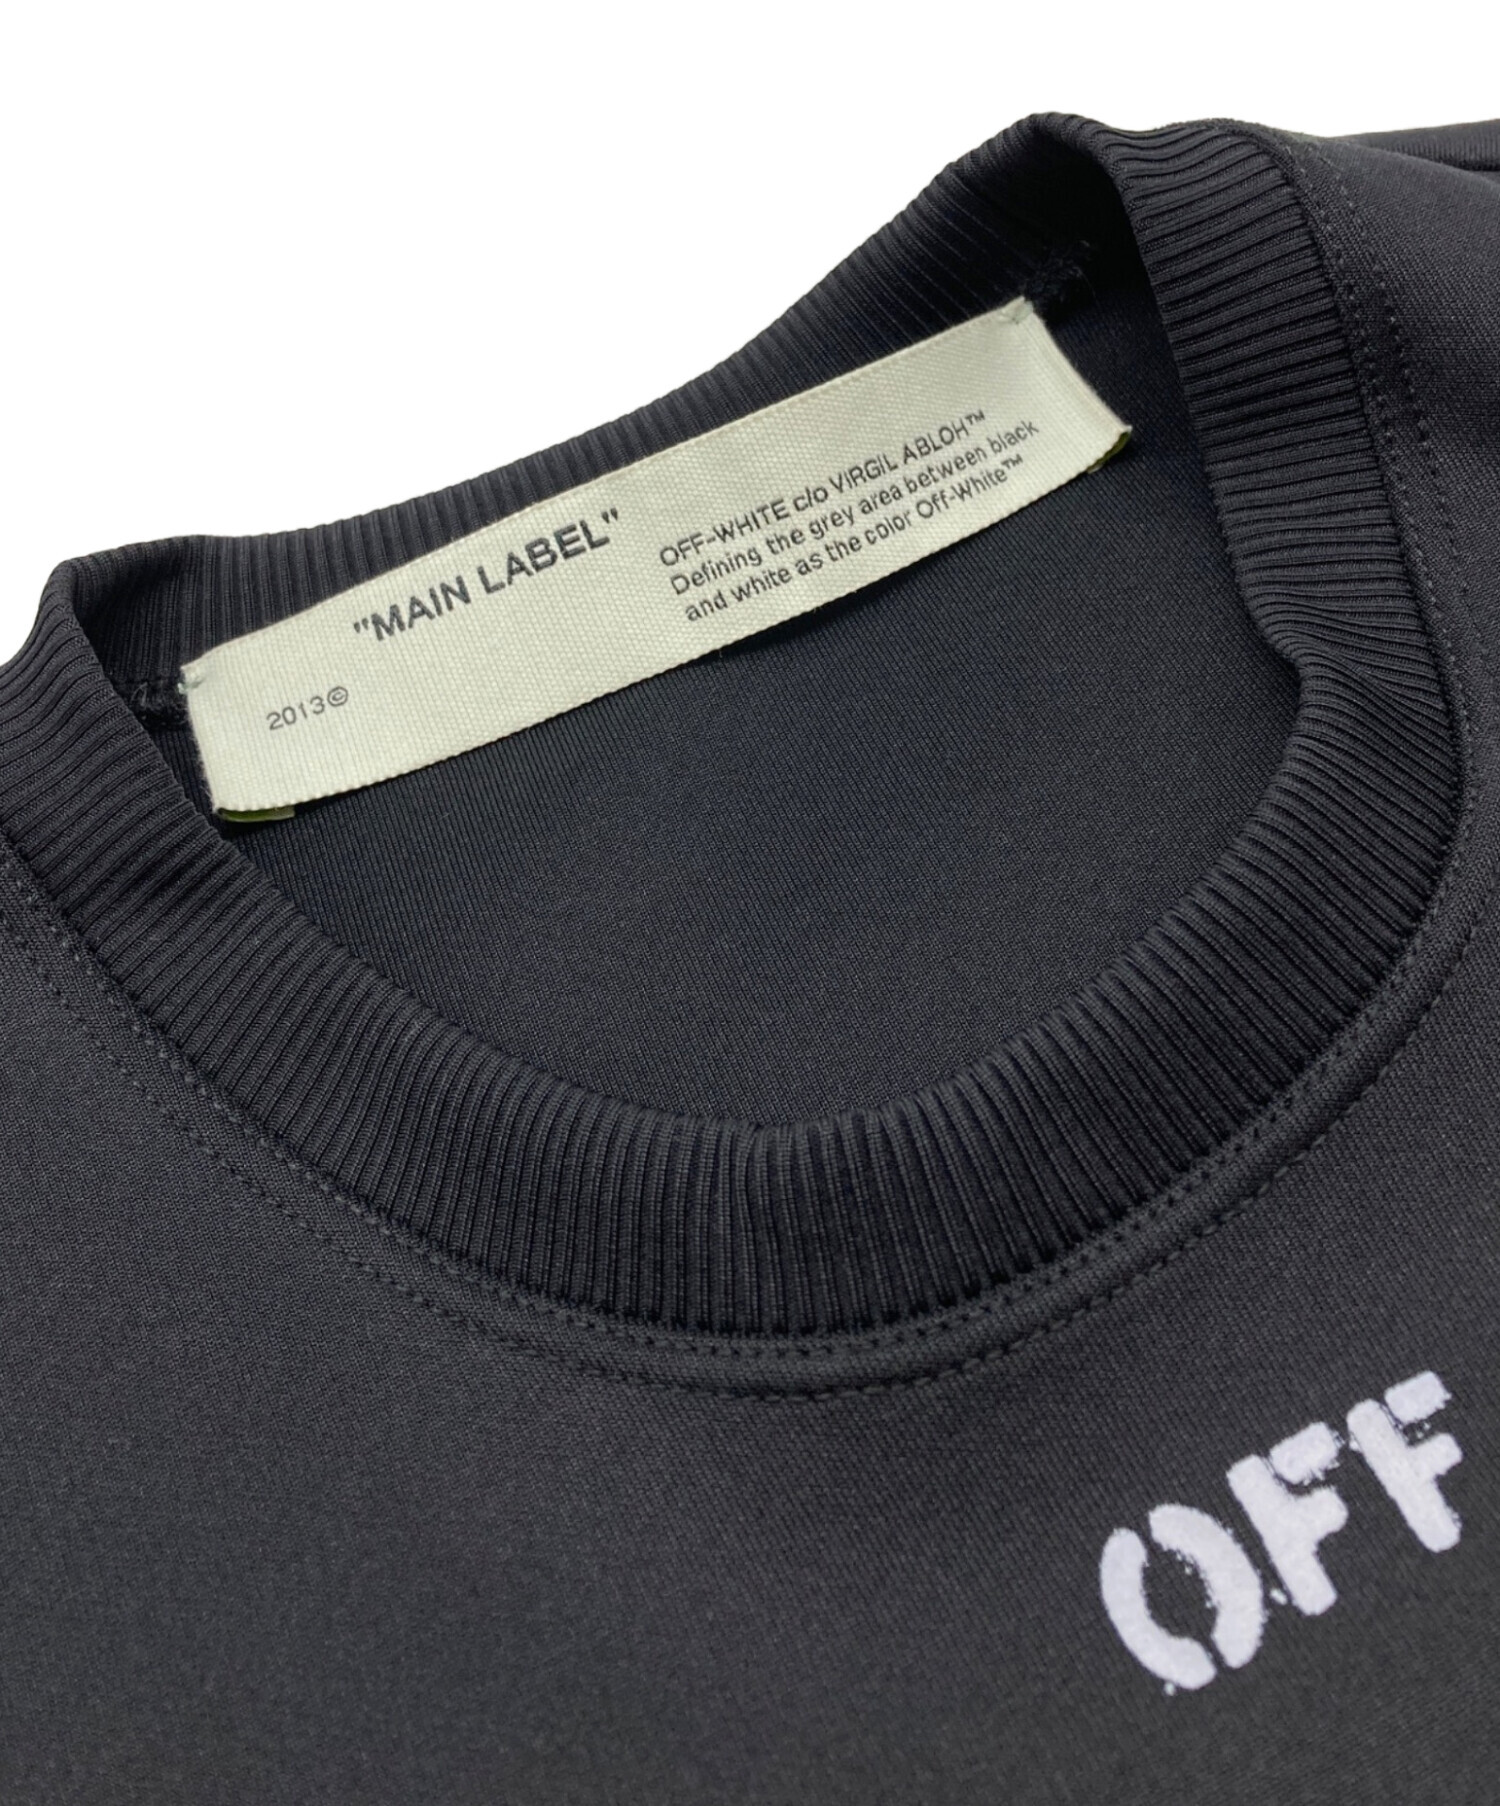 "MAIN LABEL"
2013©
OFF-WHITE c/o VIRGIL ABLOH™
Defining the grey area between black
and white as the color Off-White™
OFF